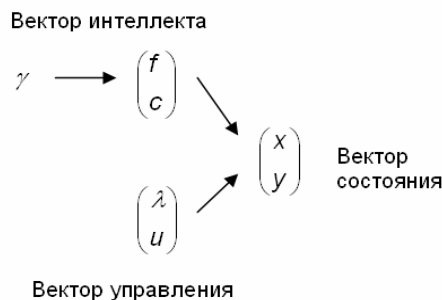 Вектор интеллекта
γ
f
c
x
y
Вектор
состояния
λ
u
Вектор управления